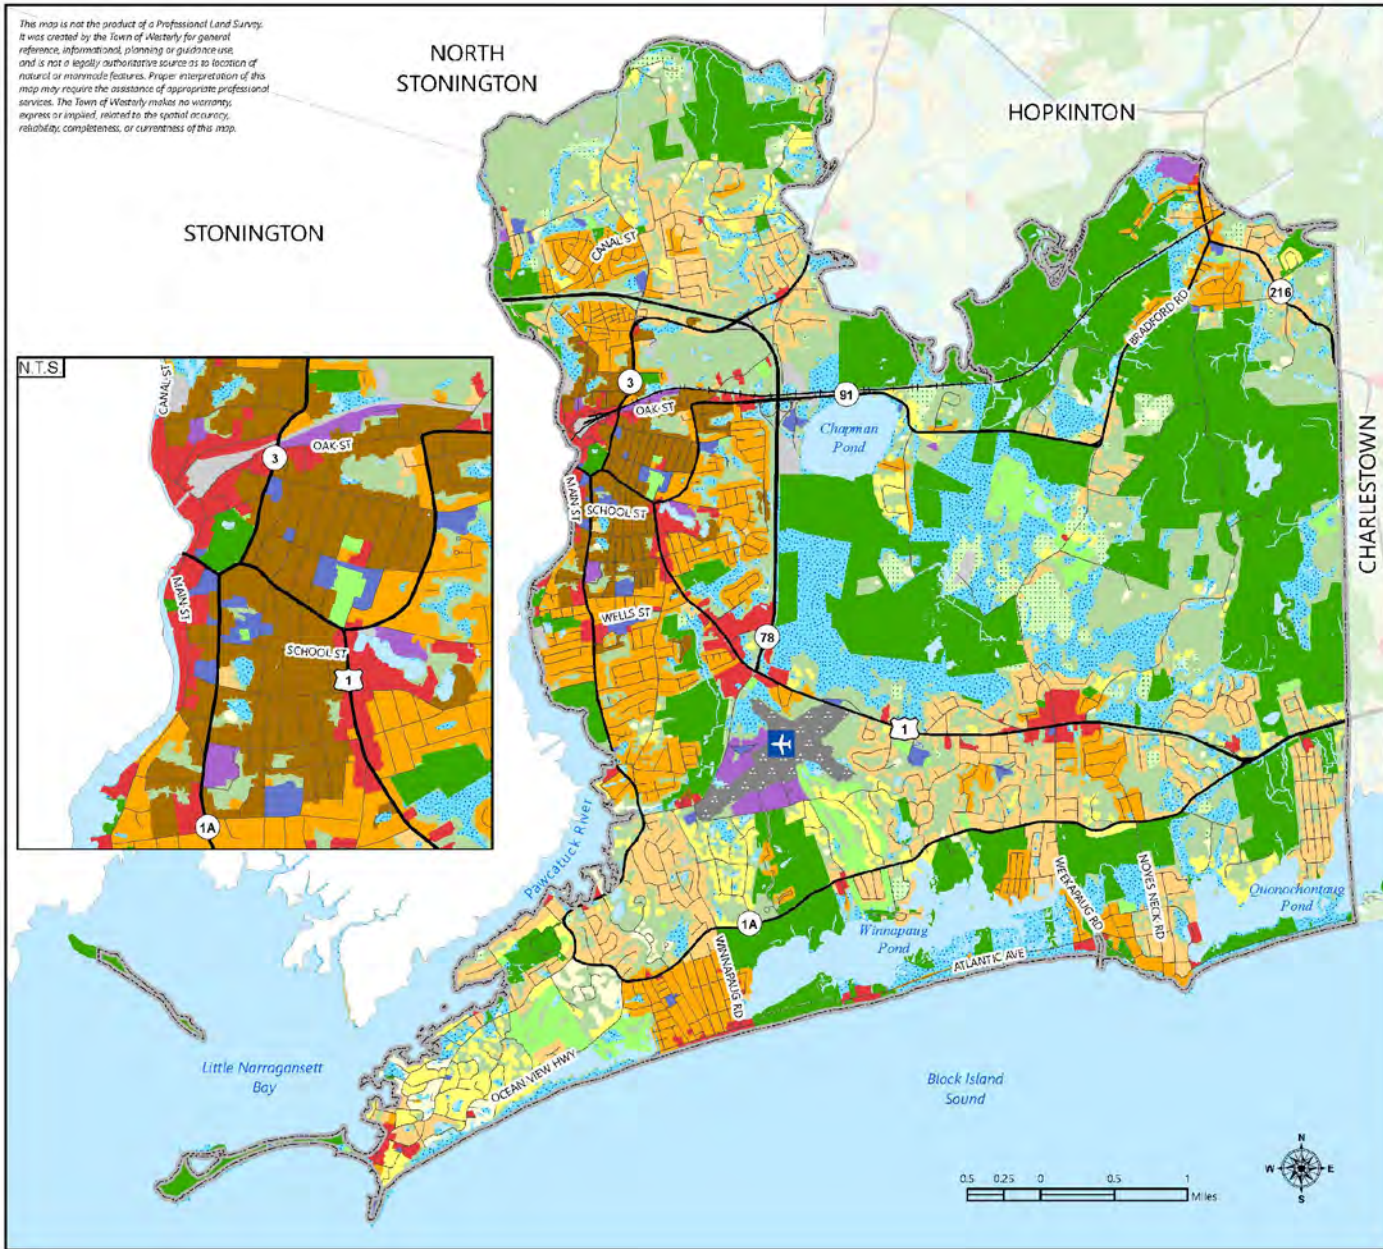 This map is not the product of a Professional Land Survey.
It was created by the Town of Westerly for general
reference, informational, planning or guidance use,
and is not a legally authoritative source as to location of
natural or manmade features. Proper interpretation of this
map may require the assistance of appropriate professional
services. The Town of Westerly makes no warranty,
express or implied, related to the spatial accuracy,
reliability, completeness, or currentness of this map.
NORTH
STONINGTON
HOPKINTON
STONINGTON
CANAL ST
216
BRADFORD RD
N.T.S.
CANAL ST
3
91
OAK ST
Chapman
Pond
OAK ST
3
CHARLESTOWN
MAIN ST
SCHOOL ST
MAIN ST
WELLS ST
78
SCHOOL ST
1
1
1A
Pawcatuck River
WEEKAPAUG RD
NOYES NECK RD
Quonochontaug
Pond
1A
Winnapaug
Pond
WINNAPAUG RD
ATLANTIC AVE
Little Narragansett
Bay
OCEAN VIEW HWY
Block Island
Sound
N
W
E
S
0.5 0.25 0 0.5 1
Miles